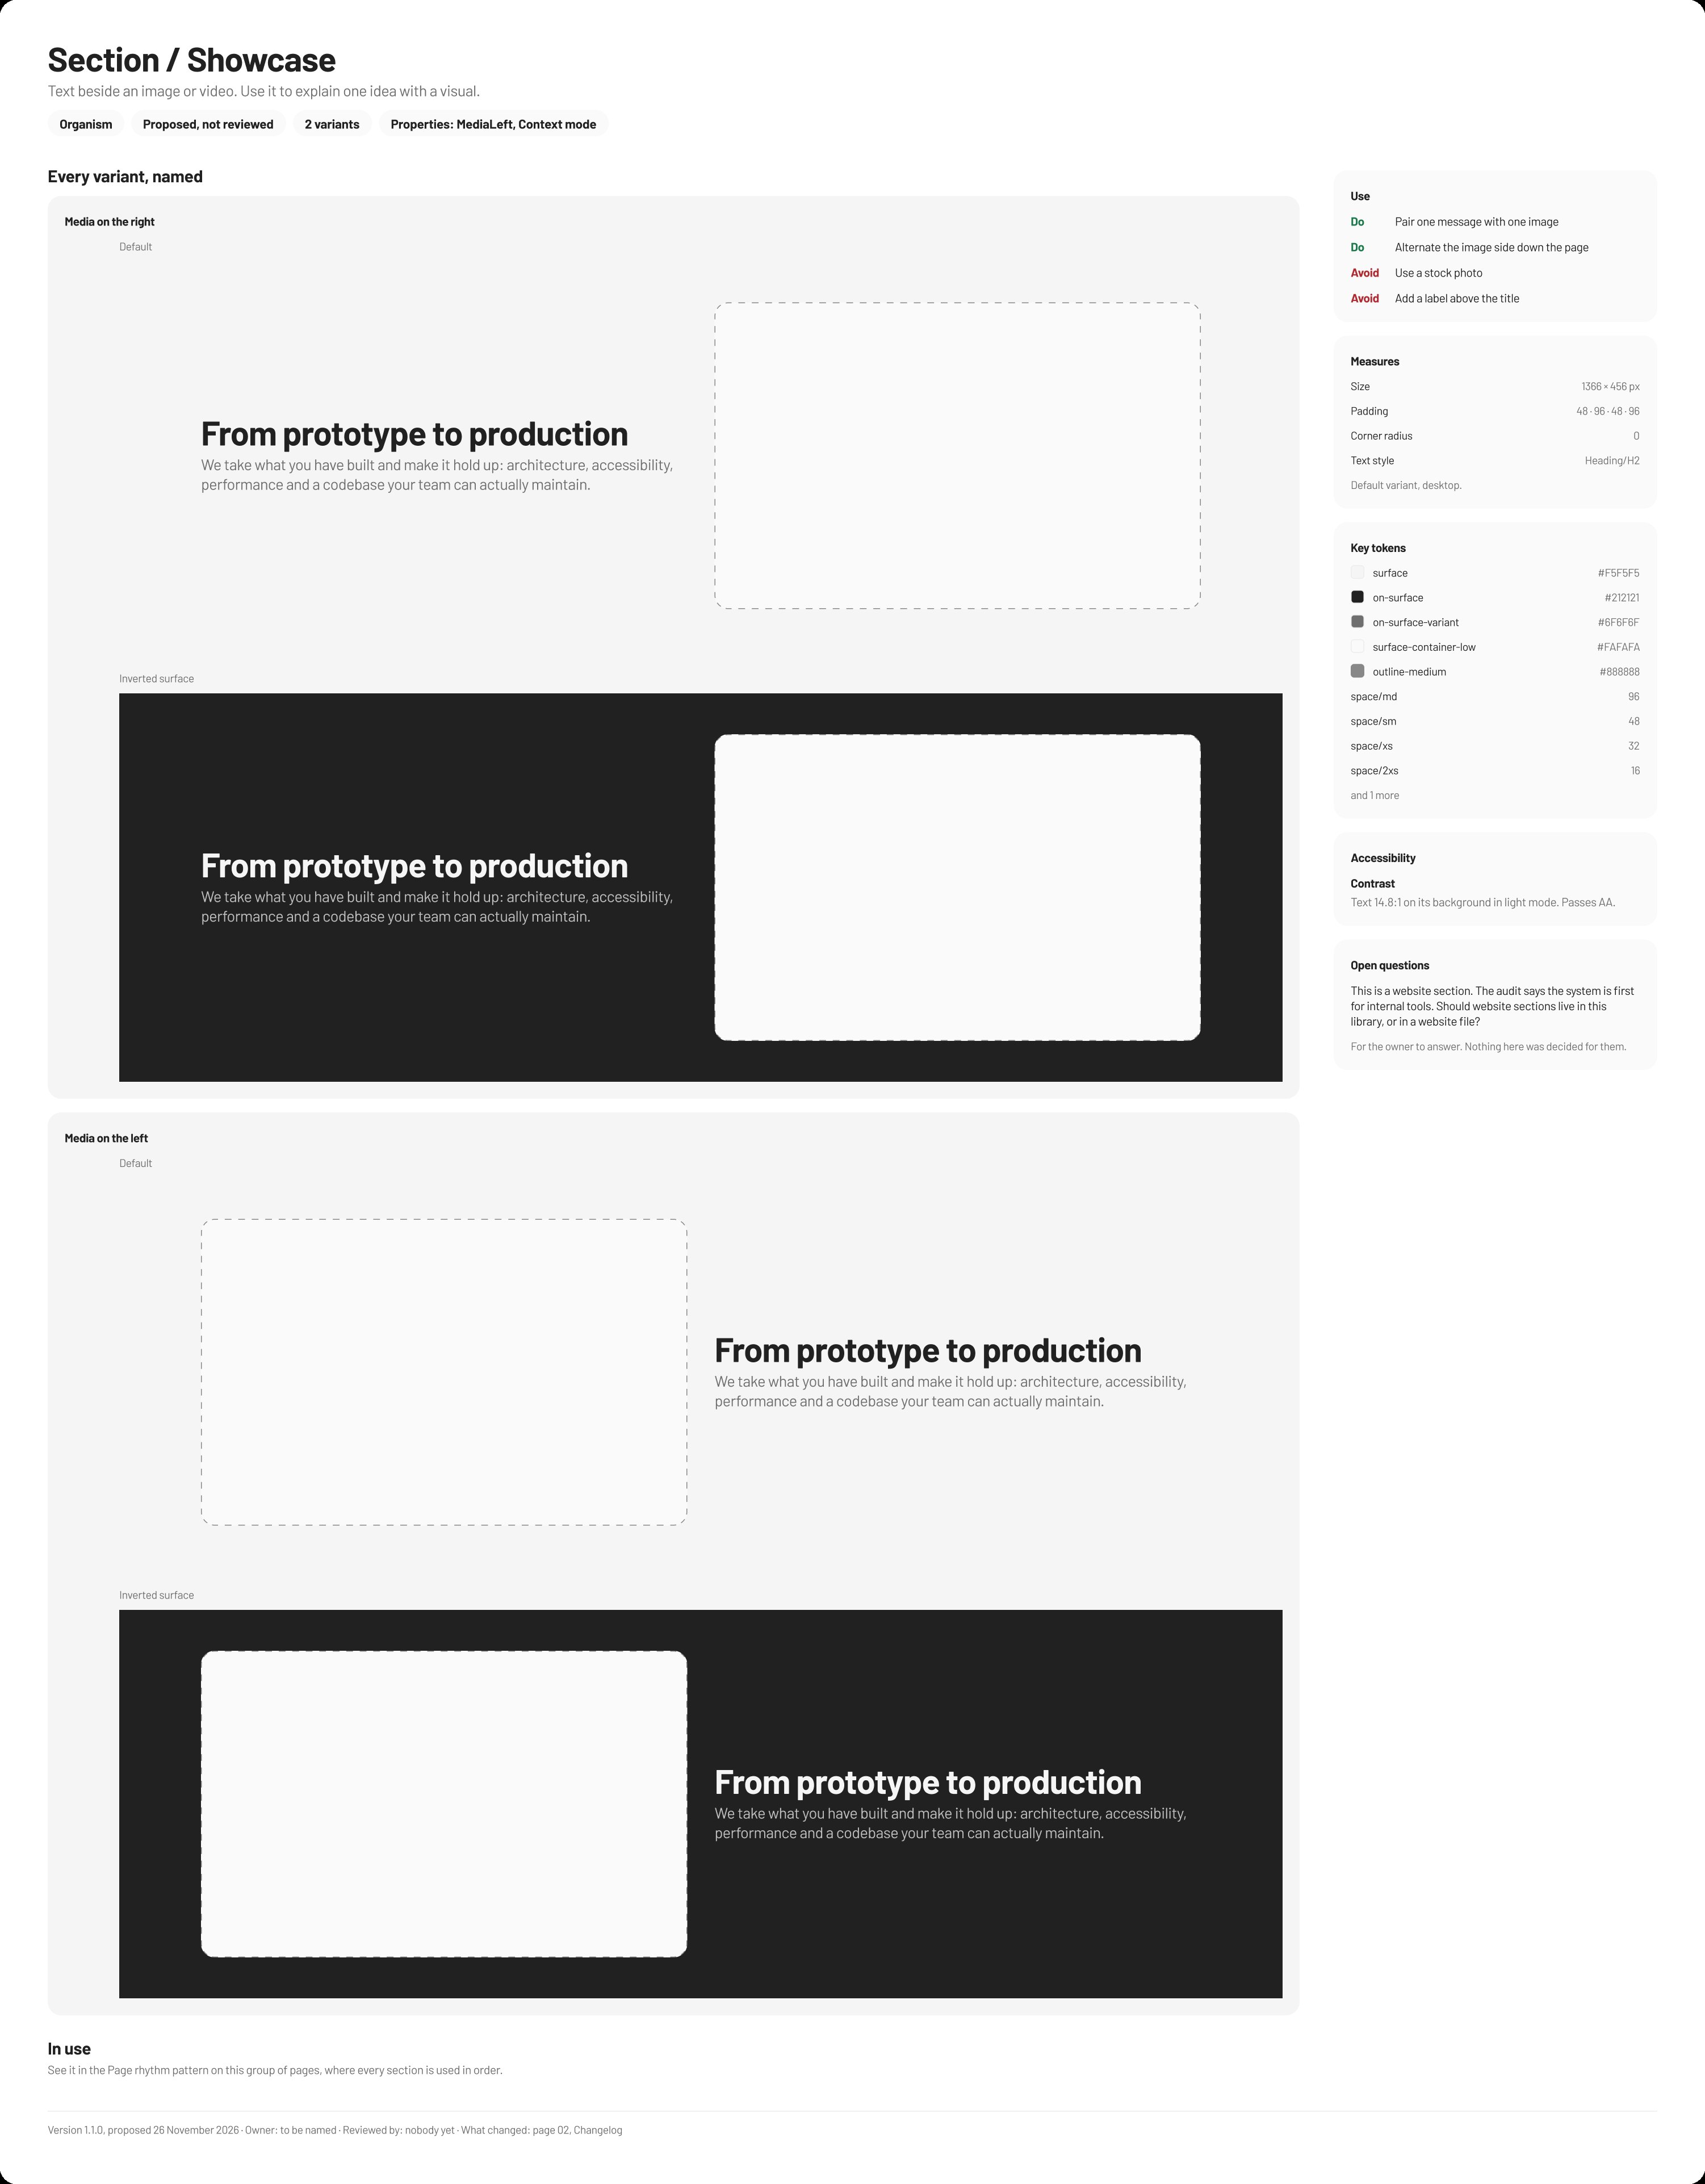 Section / Showcase
Text beside an image or video. Use it to explain one idea with a visual.
Organism
Proposed, not reviewed
2 variants
Properties: MediaLeft, Context mode
Every variant, named
Media on the right
Default
From prototype to production
We take what you have built and make it hold up: architecture, accessibility,
performance and a codebase your team can actually maintain.
Inverted surface
From prototype to production
We take what you have built and make it hold up: architecture, accessibility,
performance and a codebase your team can actually maintain.
Media on the left
Default
From prototype to production
We take what you have built and make it hold up: architecture, accessibility,
performance and a codebase your team can actually maintain.
Inverted surface
From prototype to production
We take what you have built and make it hold up: architecture, accessibility,
performance and a codebase your team can actually maintain.
Use
Do Pair one message with one image
Do Alternate the image side down the page
Avoid Use a stock photo
Avoid Add a label above the title
Measures
Size 1366 × 456 px
Padding 48 · 96 · 48 · 96
Corner radius 0
Text style Heading/H2
Default variant, desktop.
Key tokens
surface #F5F5F5
on-surface #212121
on-surface-variant #6F6F6F
surface-container-low #FAFAFA
outline-medium #888888
space/md 96
space/sm 48
space/xs 32
space/2xs 16
and 1 more
Accessibility
Contrast
Text 14.8:1 on its background in light mode. Passes AA.
Open questions
This is a website section. The audit says the system is first
for internal tools. Should website sections live in this
library, or in a website file?
For the owner to answer. Nothing here was decided for them.
In use
See it in the Page rhythm pattern on this group of pages, where every section is used in order.
Version 1.1.0, proposed 26 November 2026 · Owner: to be named · Reviewed by: nobody yet · What changed: page 02, Changelog